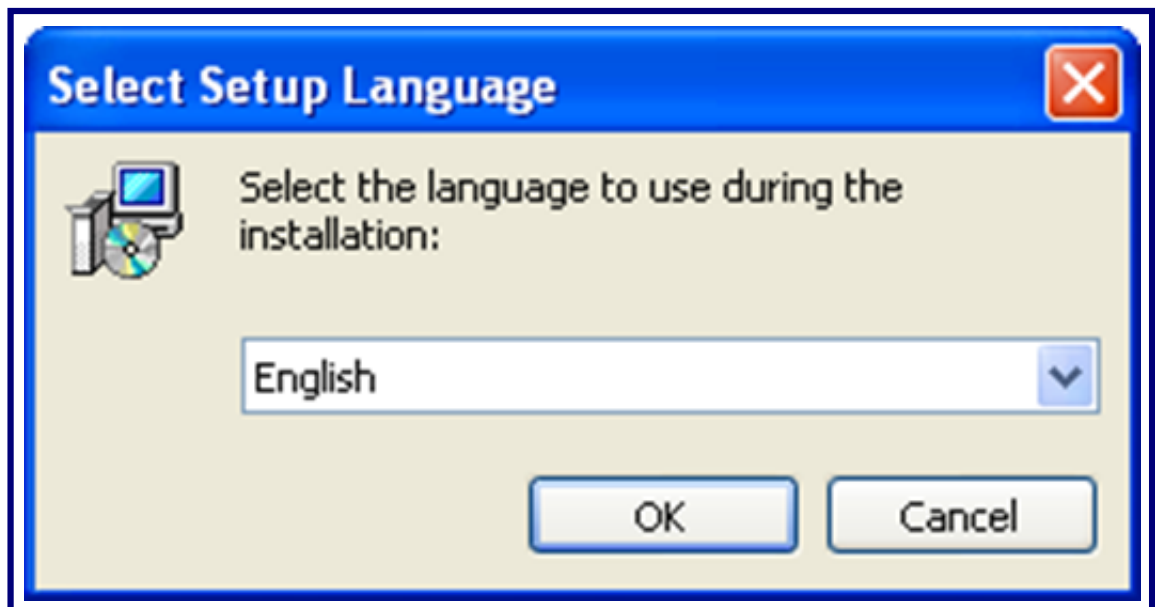 Select Setup Language
Select the language to use during the
installation:
English
OK
Cancel